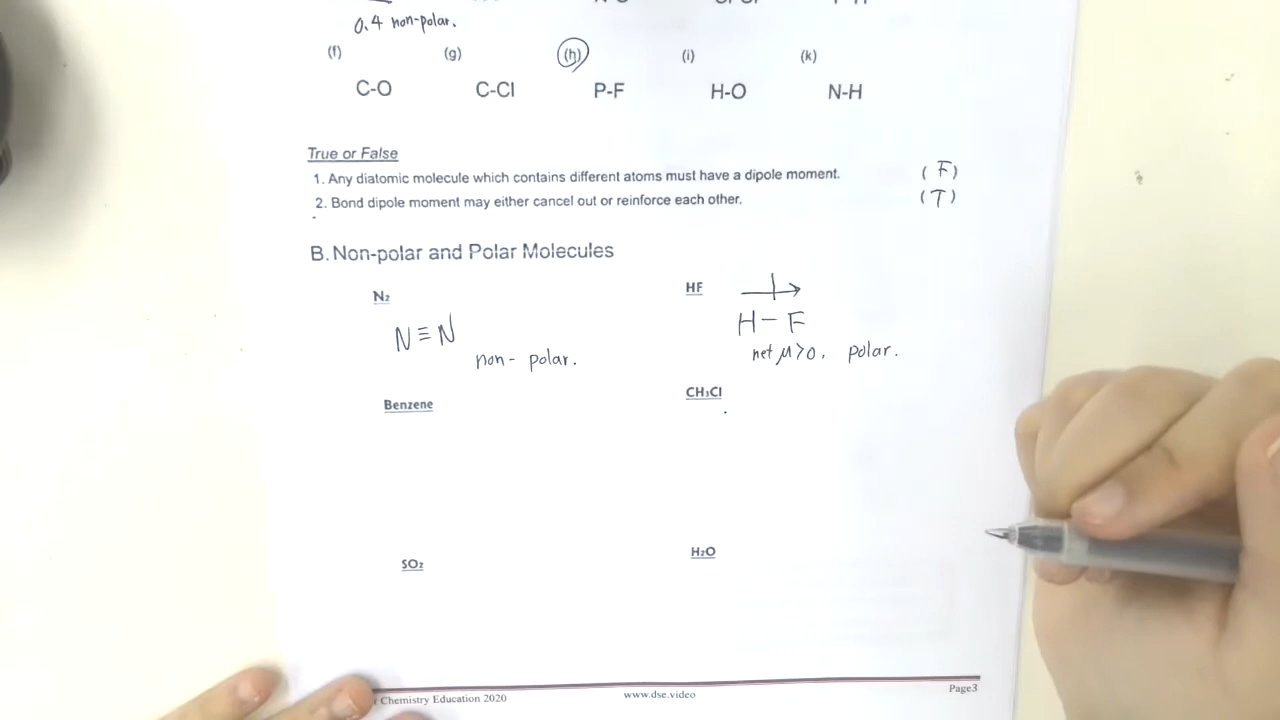 0.4 non-polar.
(f) (g) (h) (i) (k)
C-O C-Cl P-F H-O N-H
True or False
1. Any diatomic molecule which contains different atoms must have a dipole moment. (F)
2. Bond dipole moment may either cancel out or reinforce each other. (T)
B. Non-polar and Polar Molecules
N₂ HF
N≡N H-F
non-polar. net μ>0, polar.
Benzene CH₃Cl
SO₂ H₂O
Chemistry Education 2020 www.dse.video Page3